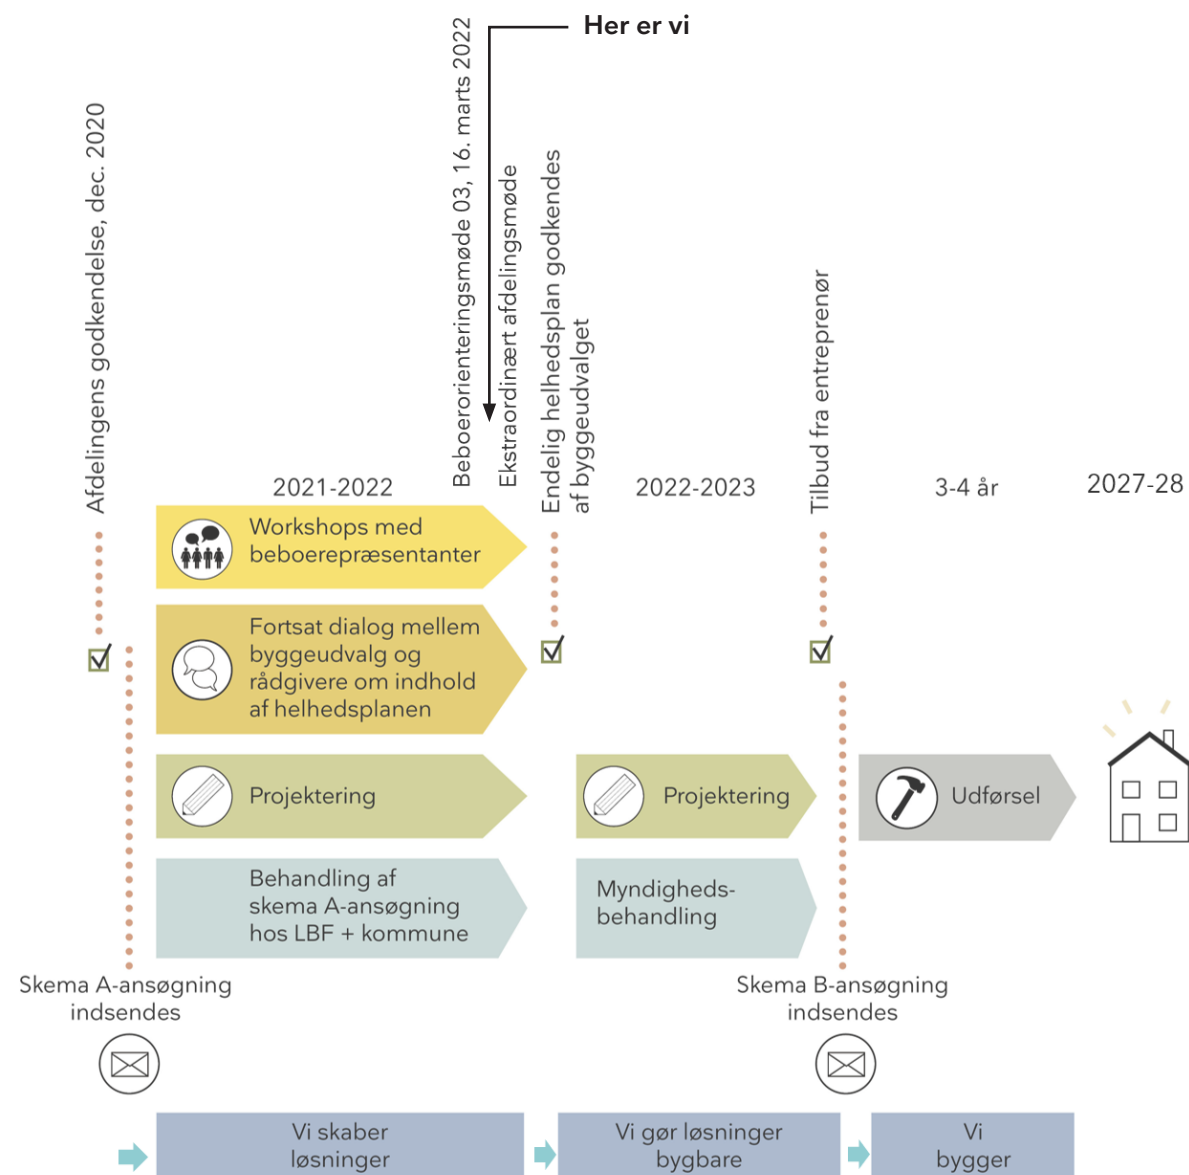 Her er vi
Afdelingens godkendelse, dec. 2020
Beboerorienteringsmøde 03, 16. marts 2022
Ekstraordinært afdelingsmøde
Endelig helhedsplan godkendes
af byggeudvalget
Tilbud fra entreprenør
2021-2022
2022-2023
3-4 år
2027-28
Workshops med
beboerepræsentanter
Fortsat dialog mellem
byggeudvalg og
rådgivere om indhold
af helhedsplanen
Projektering
Projektering
Udførsel
Behandling af
skema A-ansøgning
hos LBF + kommune
Myndigheds-
behandling
Skema A-ansøgning
indsendes
Skema B-ansøgning
indsendes
Vi skaber
løsninger
Vi gør løsninger
bygbare
Vi
bygger